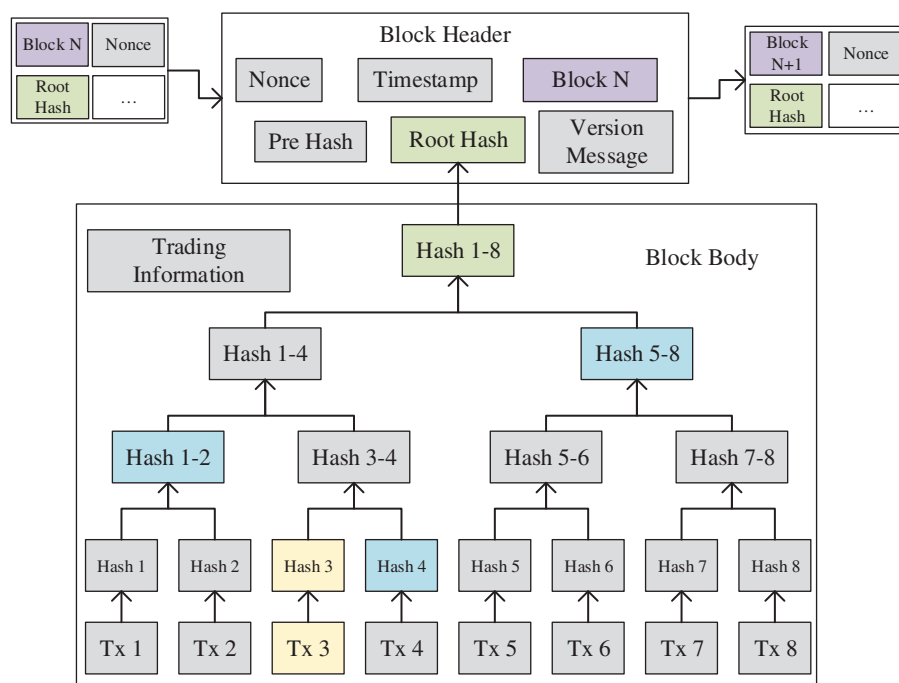 Block N
Nonce
Root
Hash
...
Block Header
Nonce
Timestamp
Block N
Pre Hash
Root Hash
Version
Message
Block
N+1
Nonce
Root
Hash
...
Trading
Information
Hash 1-8
Block Body
Hash 1-4
Hash 5-8
Hash 1-2
Hash 3-4
Hash 5-6
Hash 7-8
Hash 1
Hash 2
Hash 3
Hash 4
Hash 5
Hash 6
Hash 7
Hash 8
Tx 1
Tx 2
Tx 3
Tx 4
Tx 5
Tx 6
Tx 7
Tx 8